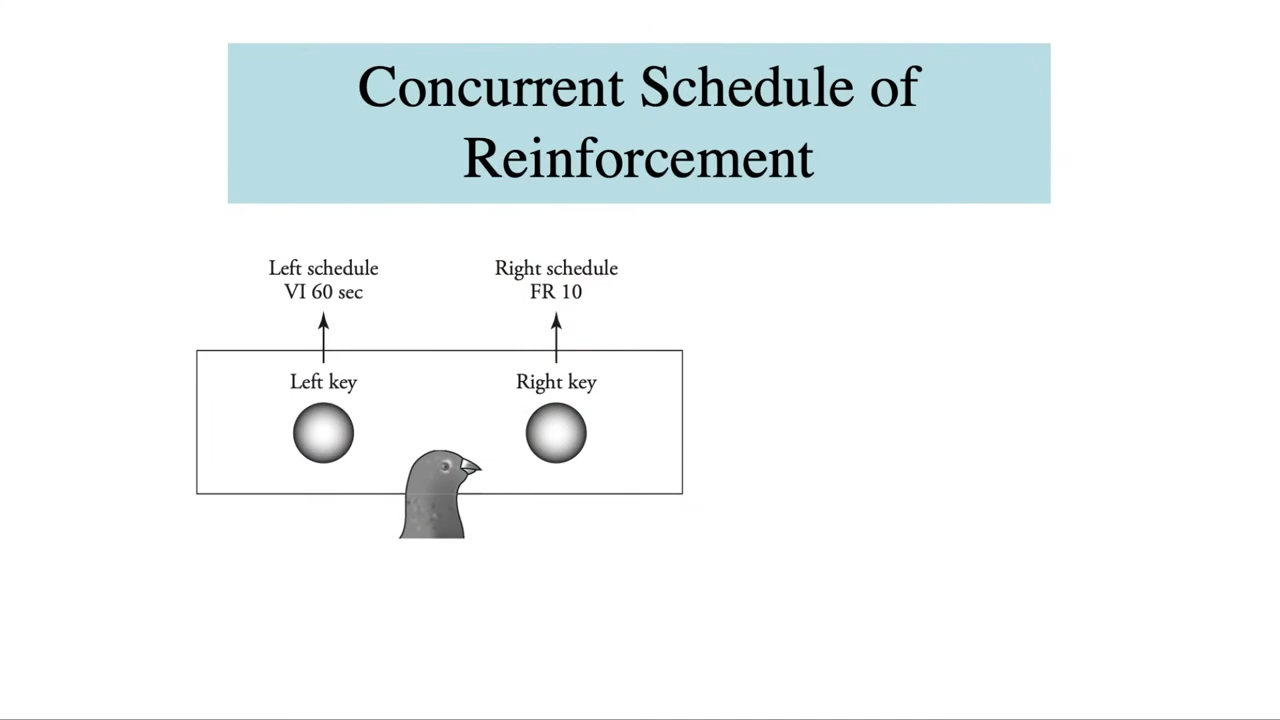 Concurrent Schedule of
Reinforcement
Left schedule
VI 60 sec
Right schedule
FR 10
Left key
Right key